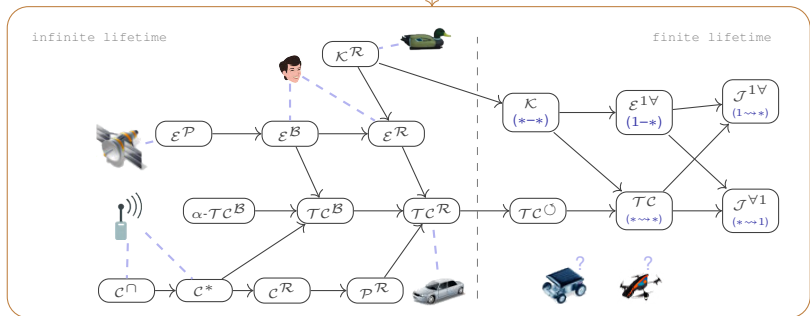 infinite lifetime
finite lifetime
𝒦^ℛ
𝒦
(*–*)
ℰ^1∀
(1–*)
𝒥^1∀
(1⇝*)
ℰ^𝒫
ℰ^ℬ
ℰ^ℛ
α-𝒯𝒞^ℬ
𝒯𝒞^ℬ
𝒯𝒞^ℛ
𝒯𝒞^↺
𝒯𝒞
(*⇝*)
𝒥^∀1
(*⇝1)
𝒞^∩
𝒞^*
𝒞^ℛ
𝒫^ℛ
?
?